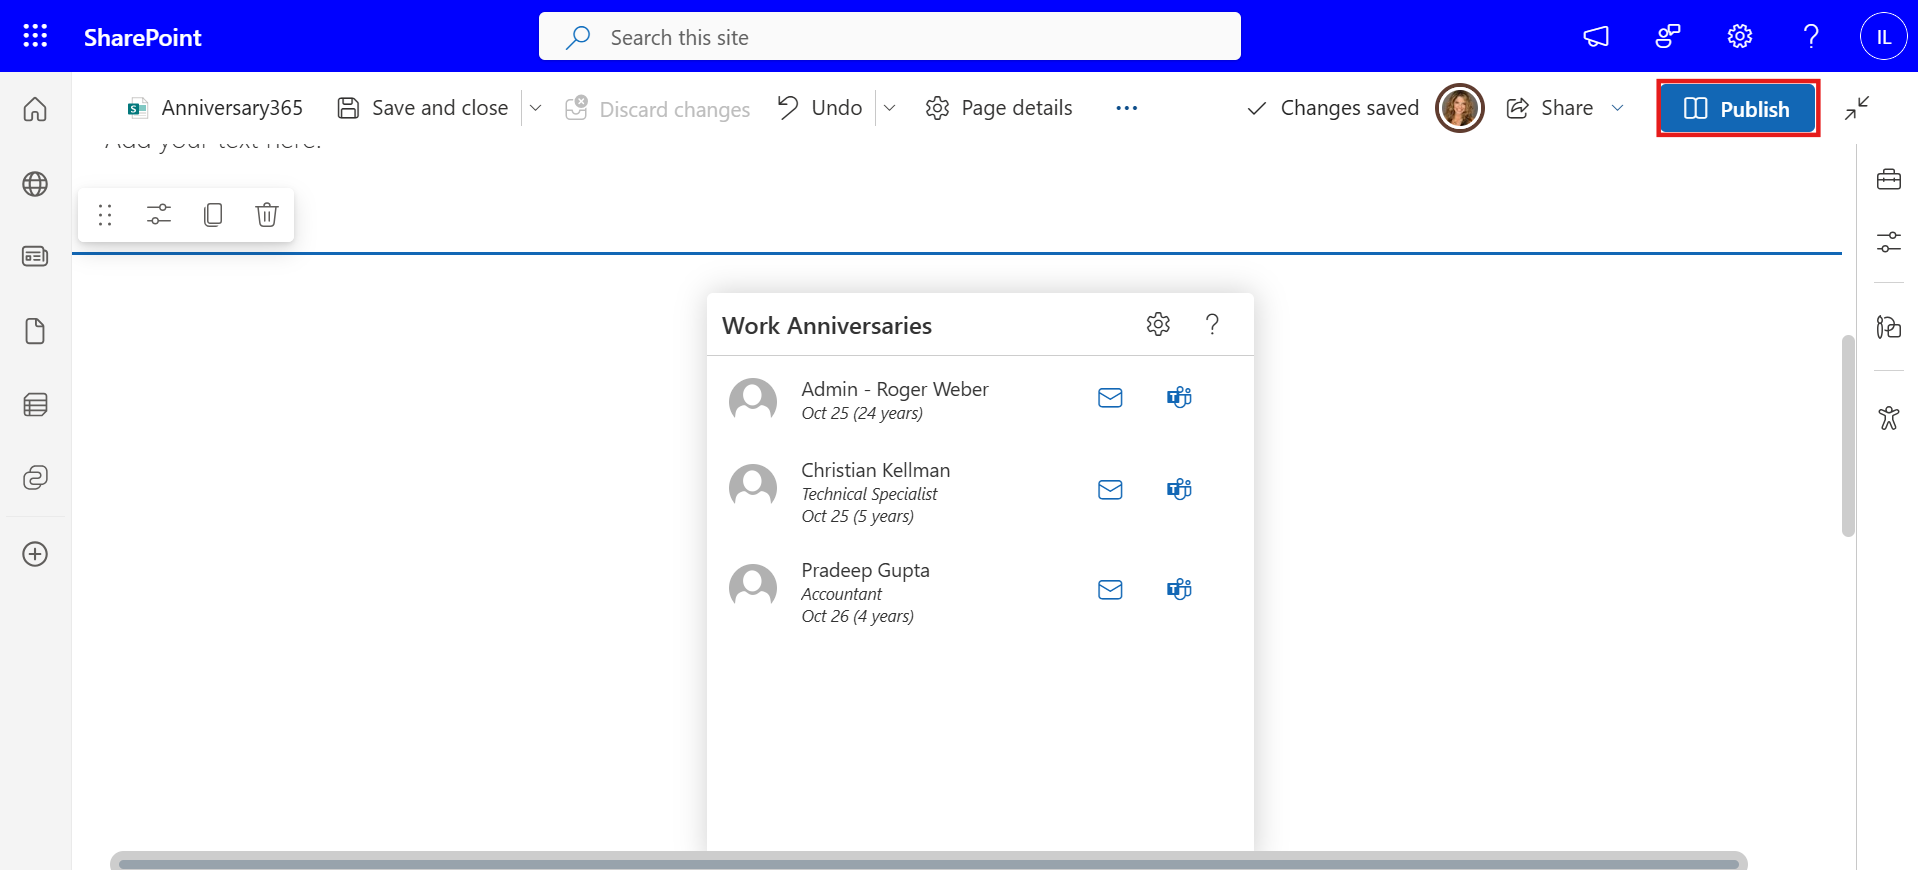 SharePoint
Search this site
IL
Anniversary365
Save and close
Discard changes
Undo
Page details
Changes saved
Share
Publish
Add your text here.
Work Anniversaries
Admin - Roger Weber
Oct 25 (24 years)
Christian Kellman
Technical Specialist
Oct 25 (5 years)
Pradeep Gupta
Accountant
Oct 26 (4 years)